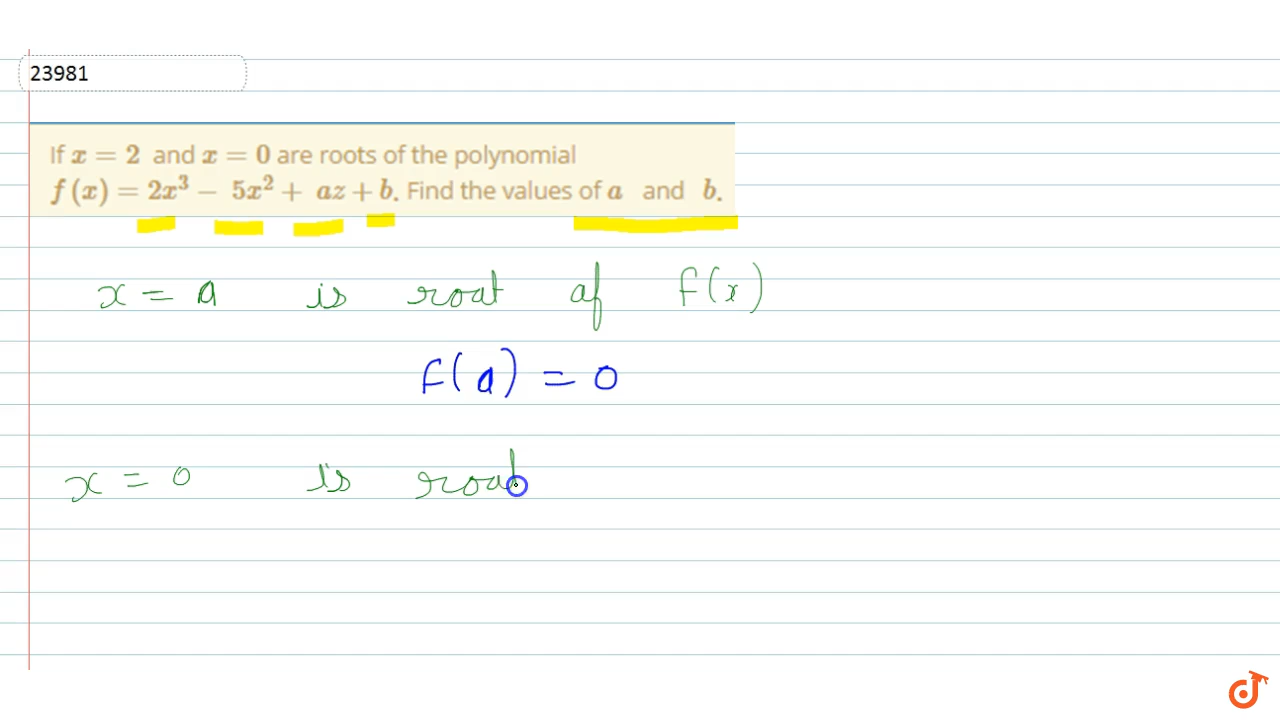 23981
If x = 2 and x = 0 are roots of the polynomial
f(x) = 2x³ − 5x² + az + b. Find the values of a and b.
x = a is root of f(x)
f(a) = 0
x = 0 is root